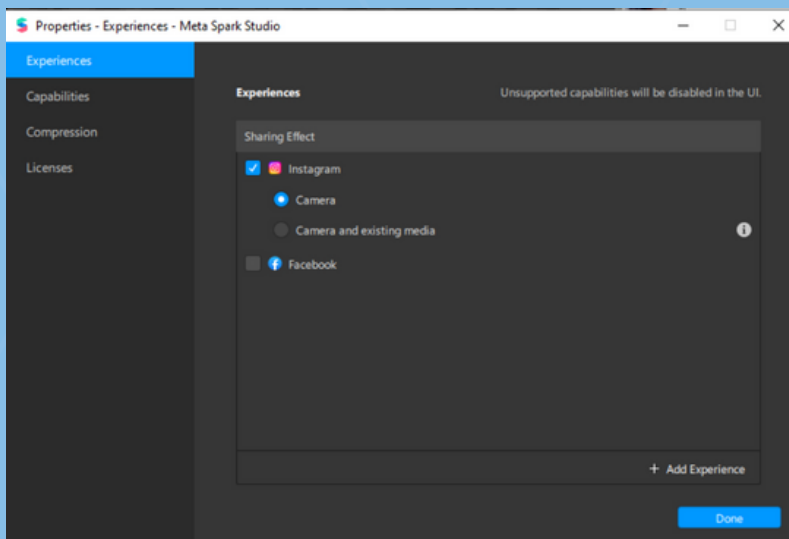 Properties - Experiences - Meta Spark Studio
Experiences
Capabilities
Compression
Licenses
Experiences
Unsupported capabilities will be disabled in the UI.
Sharing Effect
Instagram
Camera
Camera and existing media
Facebook
+ Add Experience
Done